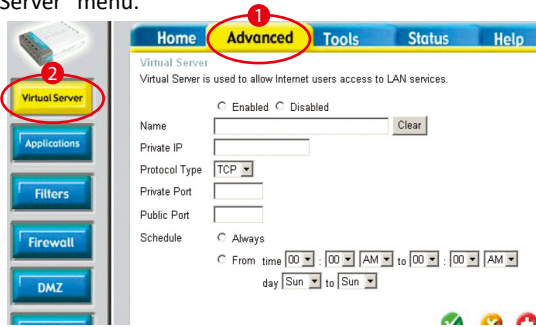 Server" menu.
1
Home Advanced Tools Status Help
Virtual Server
Virtual Server is used to allow Internet users access to LAN services.
2
Virtual Server
Enabled Disabled
Name Clear
Applications
Private IP
Protocol Type TCP
Filters
Private Port
Public Port
Firewall
Schedule Always
From time 00 : 00 AM to 00 : 00 AM
DMZ
day Sun to Sun